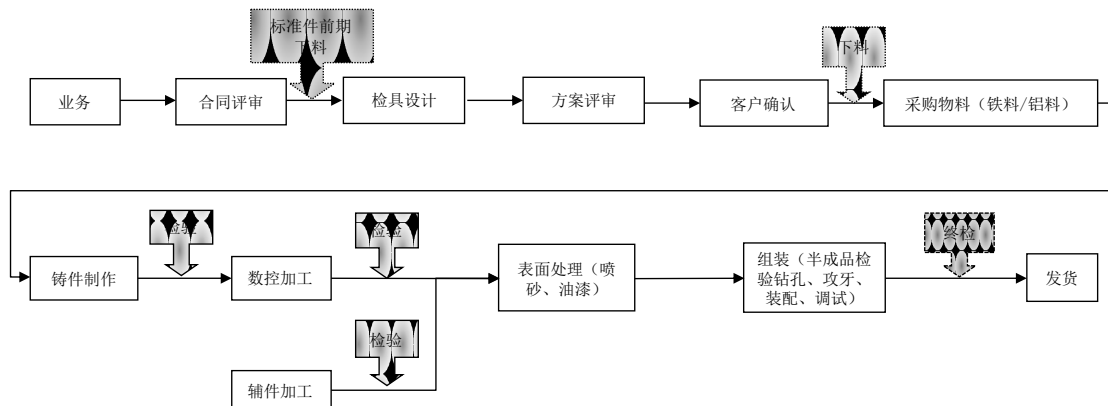 标准件前期
下料
下料
业务
合同评审
检具设计
方案评审
客户确认
采购物料（铁料/铝料）
检验
检验
终检
铸件制作
数控加工
表面处理（喷
砂、油漆）
组装（半成品检
验钻孔、攻牙、
装配、调试）
发货
检验
辅件加工